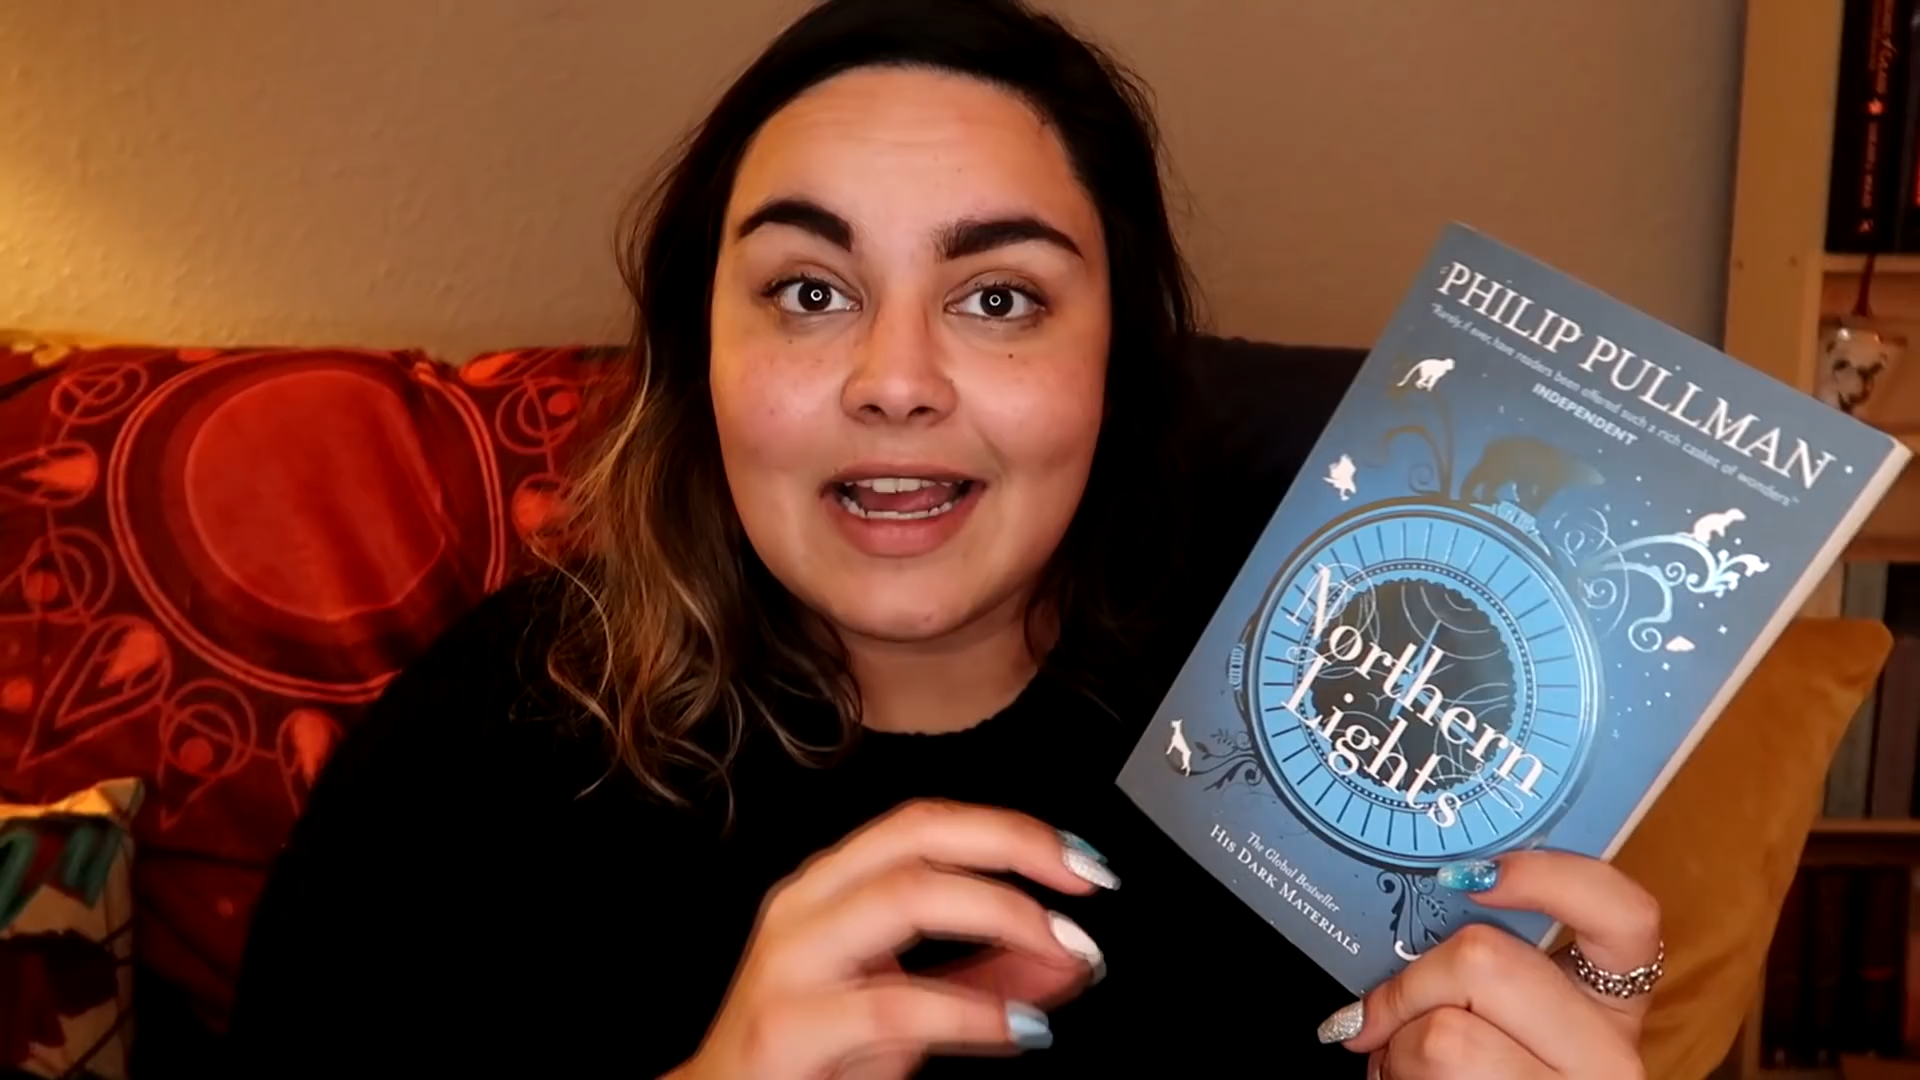 PHILIP PULLMAN
"Rarely, if ever, have readers been offered such a rich casket of wonders"
INDEPENDENT
Northern
Lights
The Global Bestseller
HIS DARK MATERIALS